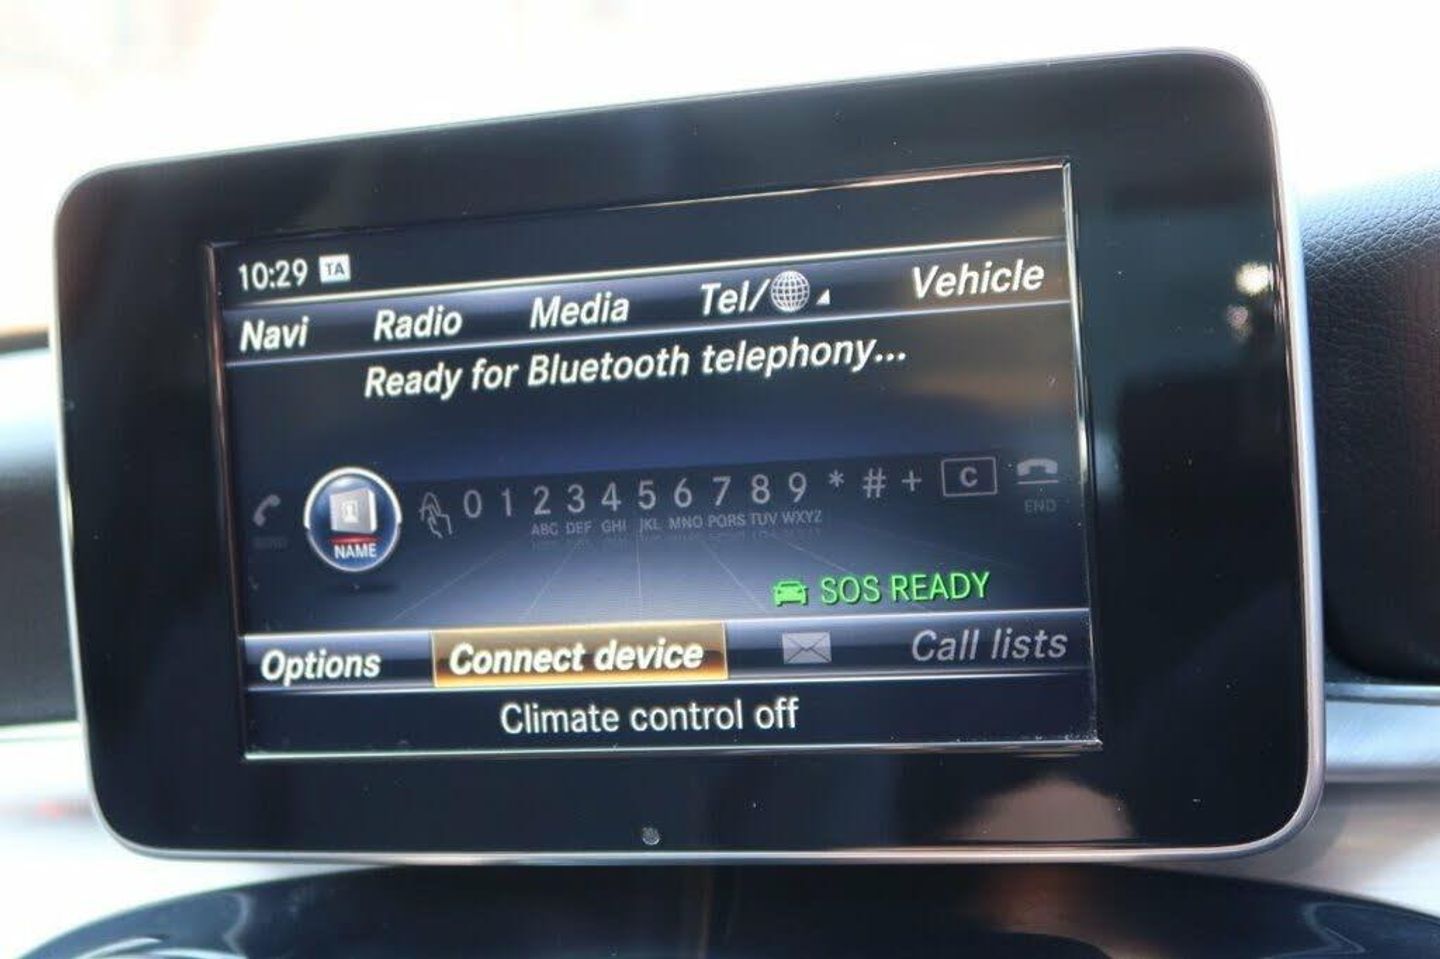 10:29 TA
Navi Radio Media Tel/ Vehicle
Ready for Bluetooth telephony...
NAME 0 1 2 3 4 5 6 7 8 9 * # + C END
ABC DEF GHI JKL MNO PQRS TUV WXYZ
SOS READY
Options Connect device Call lists
Climate control off